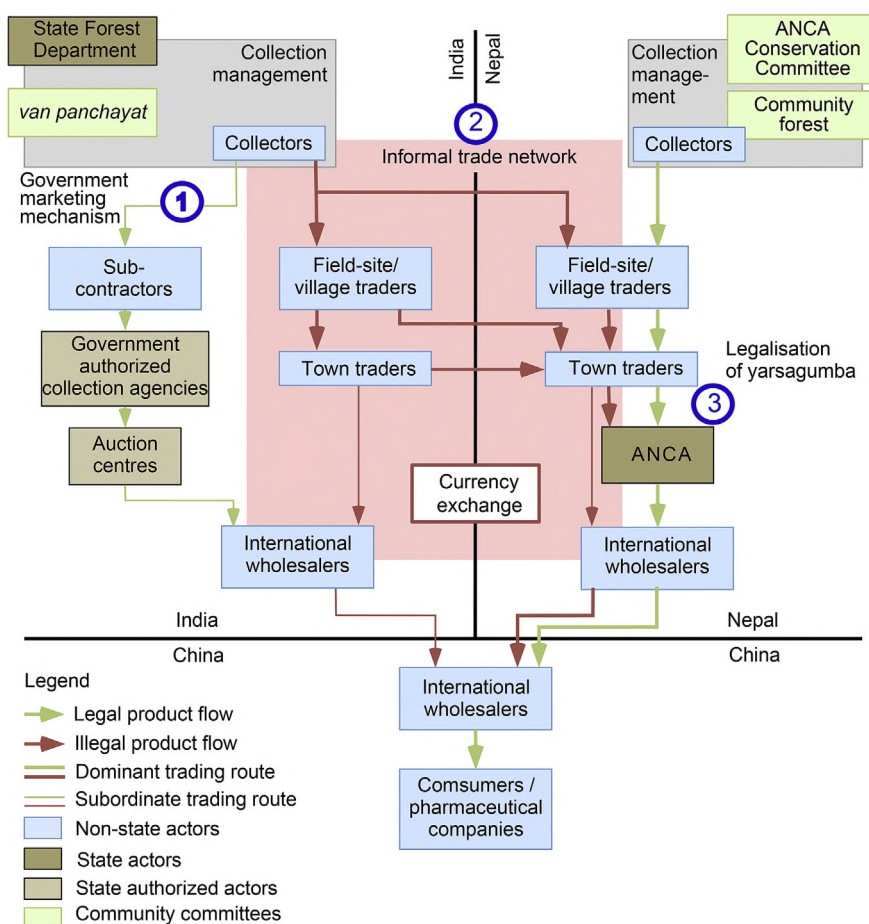 State Forest
Department
van panchayat
Collection
management
Collectors
India
Nepal
2
Collection
manage-
ment
ANCA
Conservation
Committee
Community
forest
Collectors
Informal trade network
Government
marketing
mechanism
1
Sub-
contractors
Field-site/
village traders
Field-site/
village traders
Government
authorized
collection agencies
Town traders
Town traders
Legalisation
of yarsagumba
3
Auction
centres
Currency
exchange
ANCA
International
wholesalers
International
wholesalers
India
Nepal
China
China
International
wholesalers
Comsumers /
pharmaceutical
companies
Legend
Legal product flow
Illegal product flow
Dominant trading route
Subordinate trading route
Non-state actors
State actors
State authorized actors
Community committees